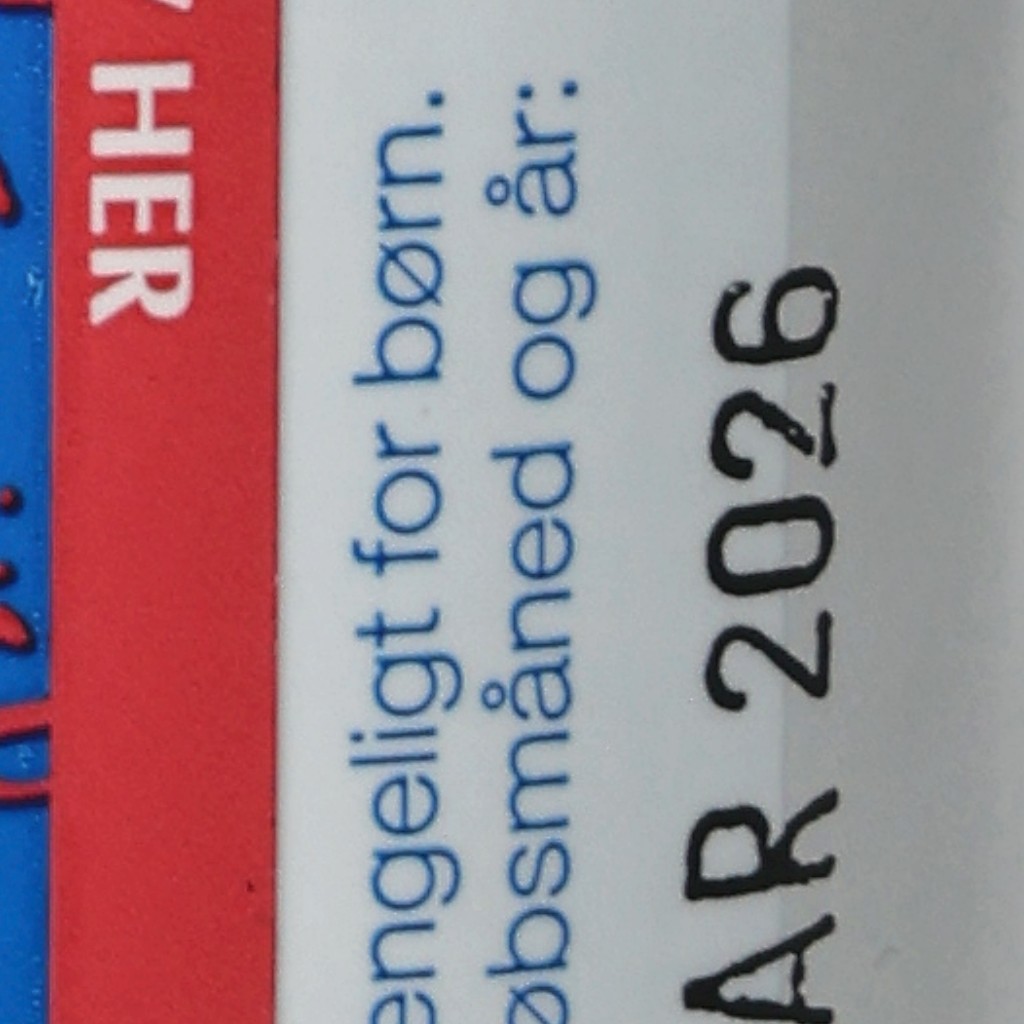 HER
engeligt for børn.
øbsmåned og år:
AR 2026